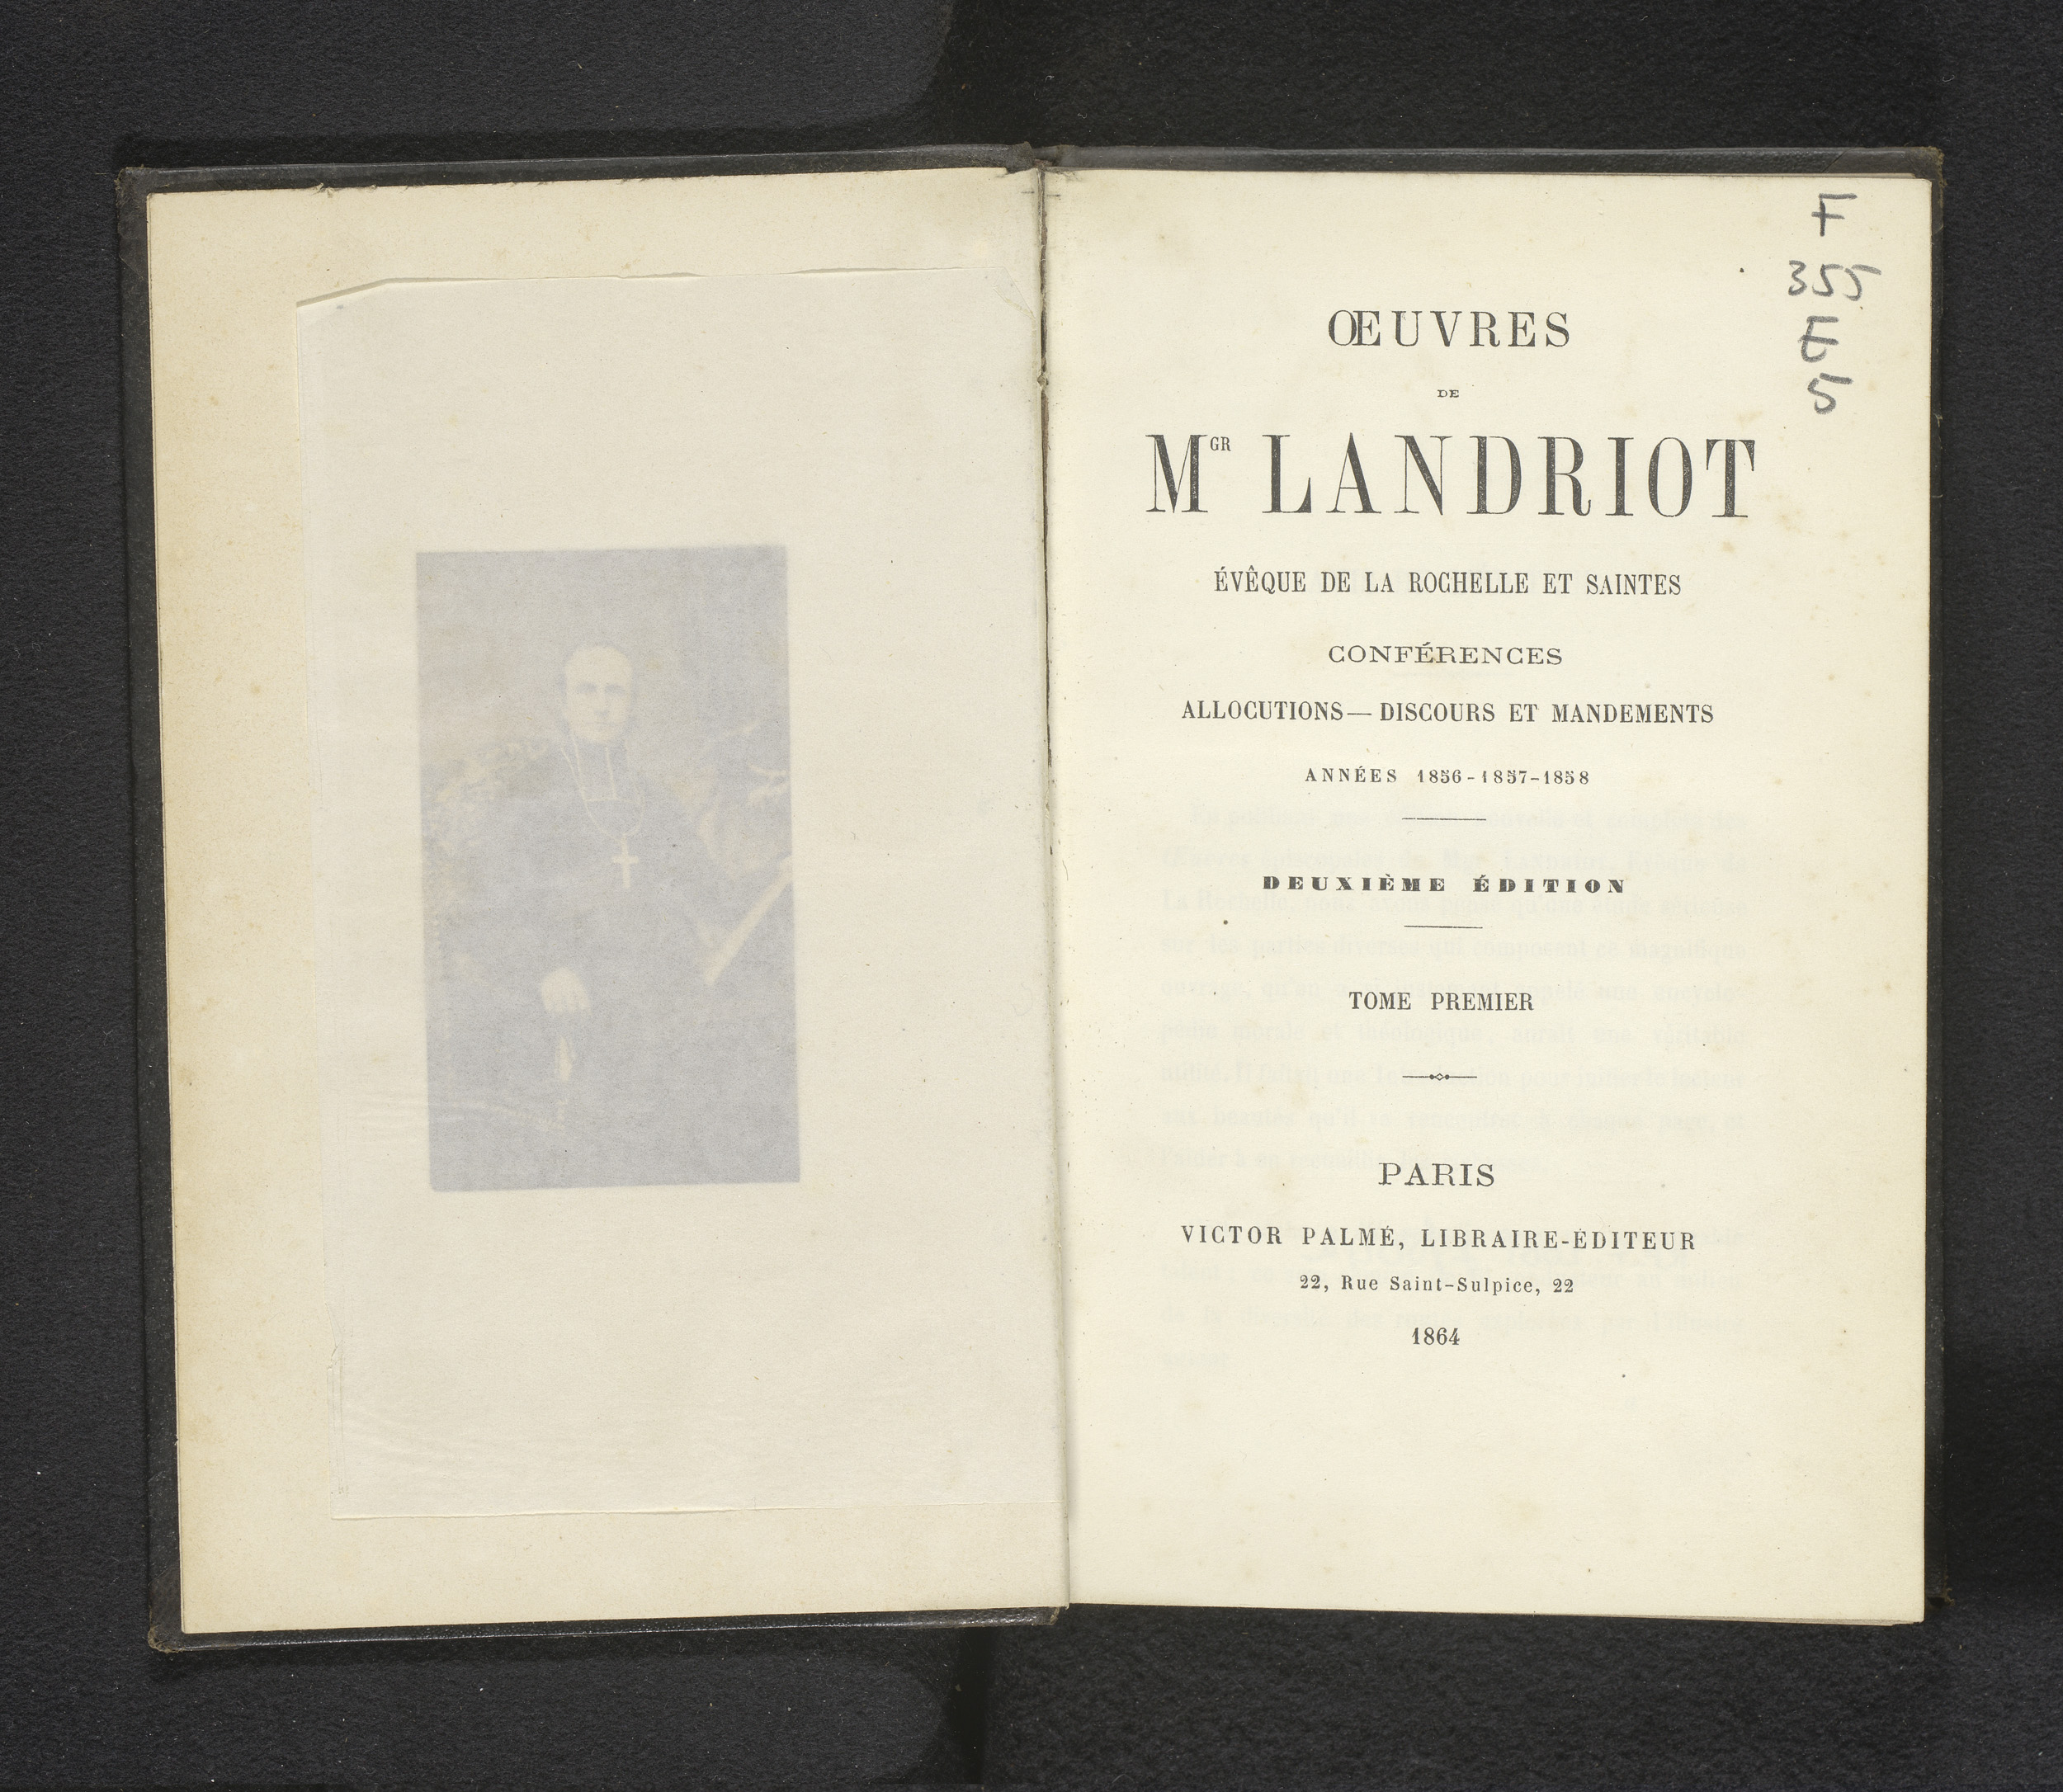 F
355
E
5
ŒUVRES
DE
MGR LANDRIOT
ÉVÊQUE DE LA ROCHELLE ET SAINTES
CONFÉRENCES
ALLOCUTIONS — DISCOURS ET MANDEMENTS
ANNÉES 1856-1857-1858
DEUXIÈME ÉDITION
TOME PREMIER
PARIS
VICTOR PALMÉ, LIBRAIRE-ÉDITEUR
22, Rue Saint-Sulpice, 22
1864